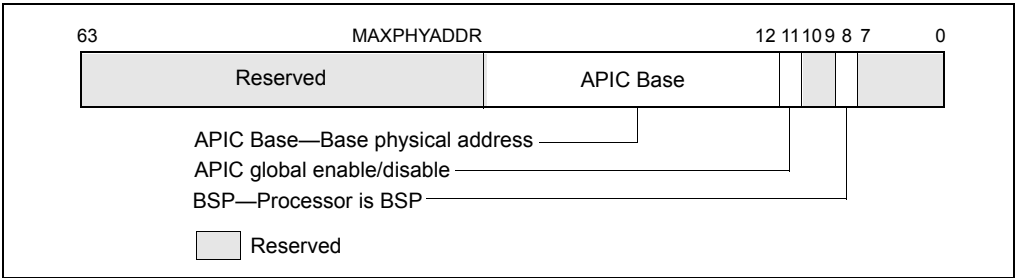 63 MAXPHYADDR 12 11 10 9 8 7 0
Reserved APIC Base
APIC Base—Base physical address
APIC global enable/disable
BSP—Processor is BSP
Reserved